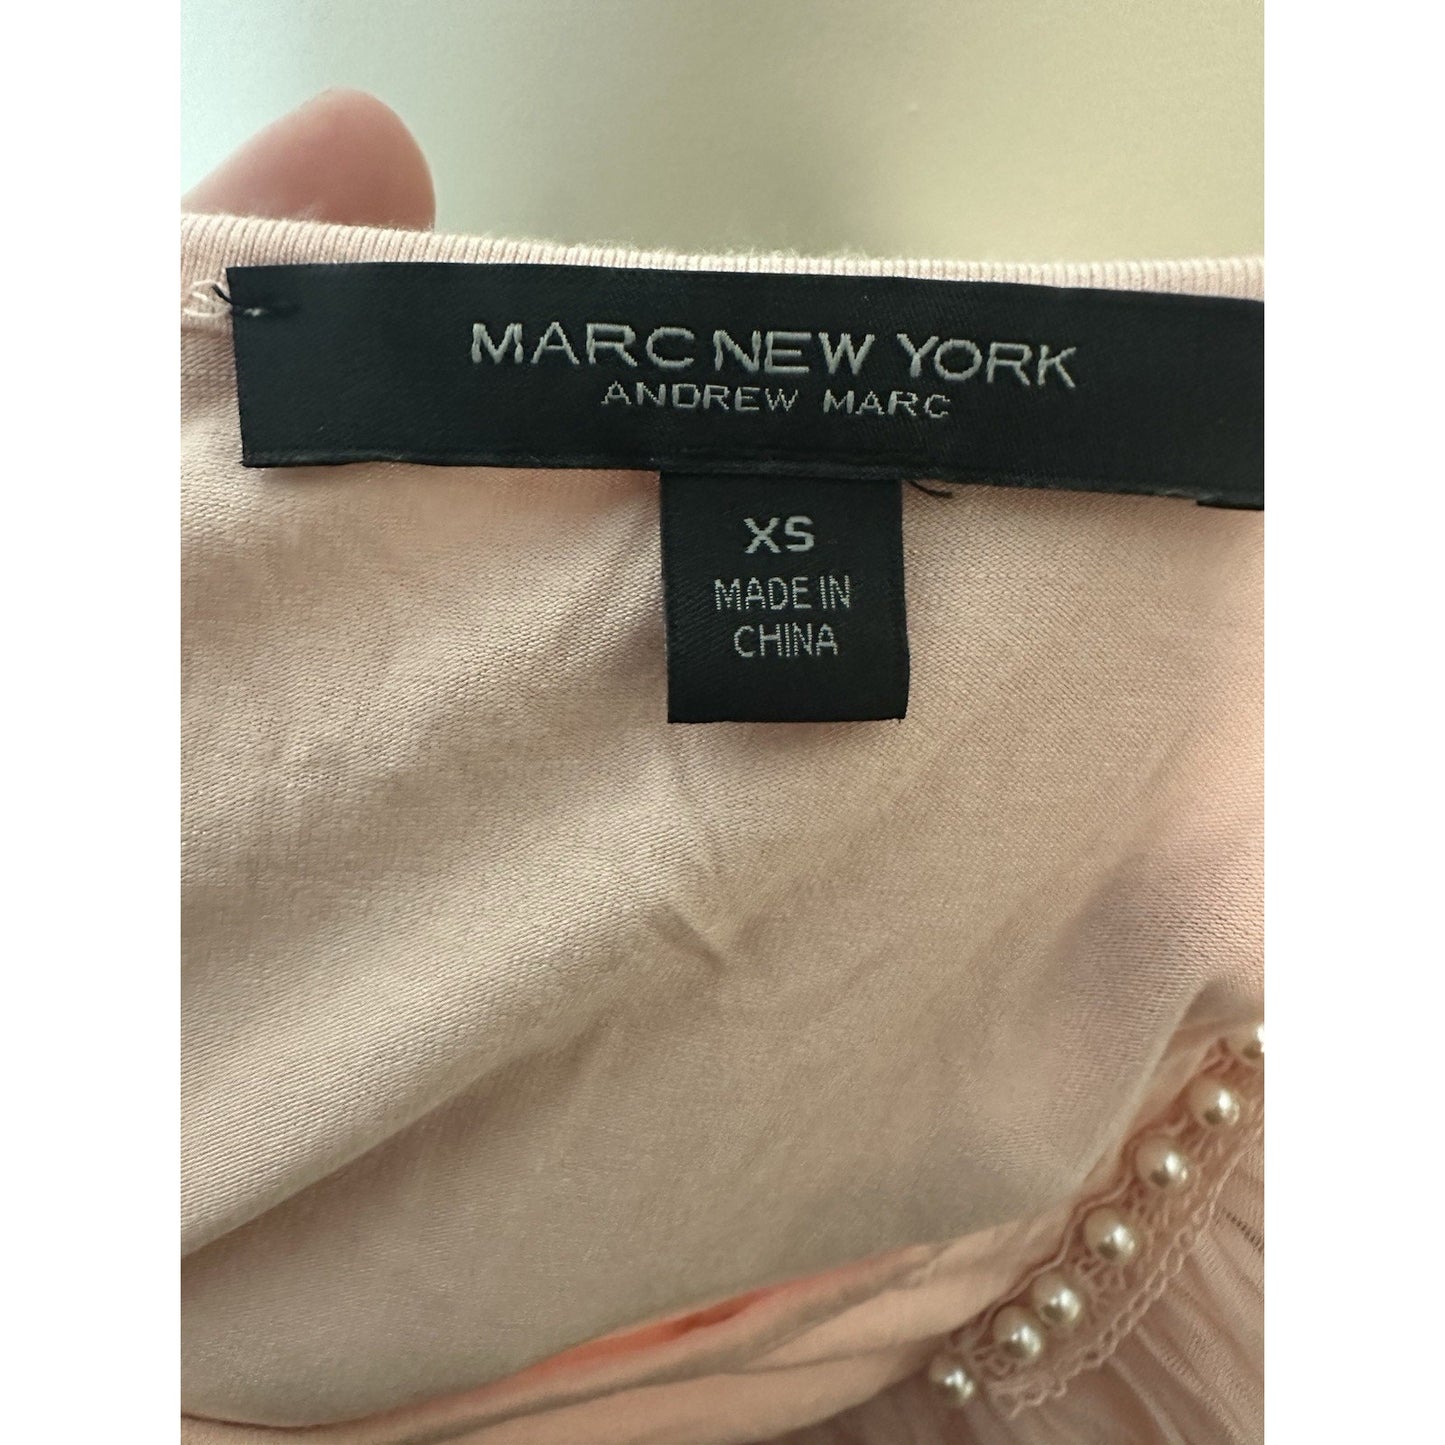 MARC NEW YORK
ANDREW MARC
XS
MADE IN
CHINA